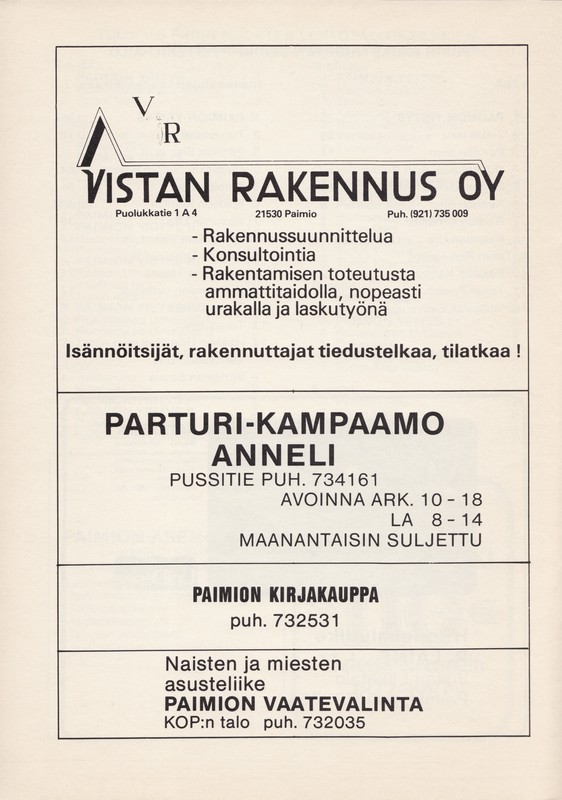 V
R
VISTAN RAKENNUS OY
Puolukkatie 1 A 4 21530 Paimio Puh. (921) 735 009
- Rakennussuunnittelua
- Konsultointia
- Rakentamisen toteutusta
ammattitaidolla, nopeasti
urakalla ja laskutyönä
Isännöitsijät, rakennuttajat tiedustelkaa, tilatkaa !
PARTURI-KAMPAAMO
ANNELI
PUSSITIE PUH. 734161
AVOINNA ARK. 10 - 18
LA 8 - 14
MAANANTAISIN SULJETTU
PAIMION KIRJAKAUPPA
puh. 732531
Naisten ja miesten
asusteliike
PAIMION VAATEVALINTA
KOP:n talo puh. 732035